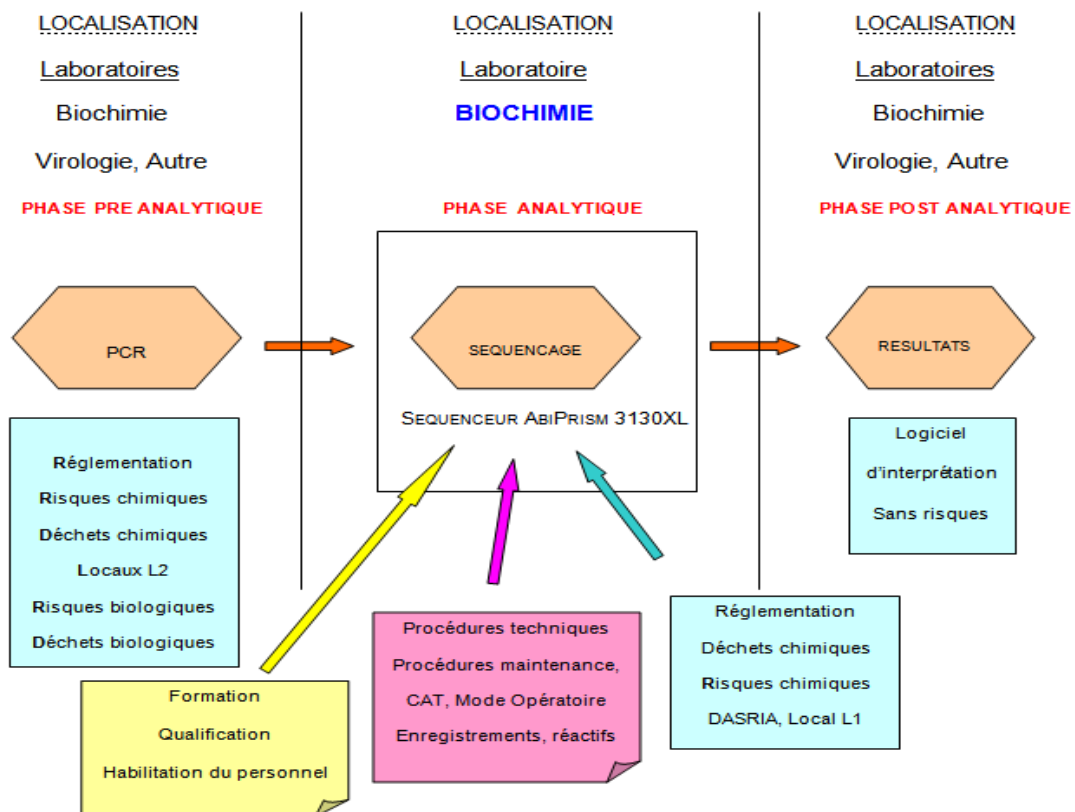 LOCALISATION
Laboratoires
Biochimie
Virologie, Autre
PHASE PRE ANALYTIQUE
PCR
Réglementation
Risques chimiques
Déchets chimiques
Locaux L2
Risques biologiques
Déchets biologiques
LOCALISATION
Laboratoire
BIOCHIMIE
PHASE ANALYTIQUE
SEQUENCAGE
SEQUENCEUR ABIPRISM 3130XL
Formation
Qualification
Habilitation du personnel
Procédures techniques
Procédures maintenance,
CAT, Mode Opératoire
Enregistrements, réactifs
Réglementation
Déchets chimiques
Risques chimiques
DASRIA, Local L1
LOCALISATION
Laboratoires
Biochimie
Virologie, Autre
PHASE POST ANALYTIQUE
RESULTATS
Logiciel
d'interprétation
Sans risques